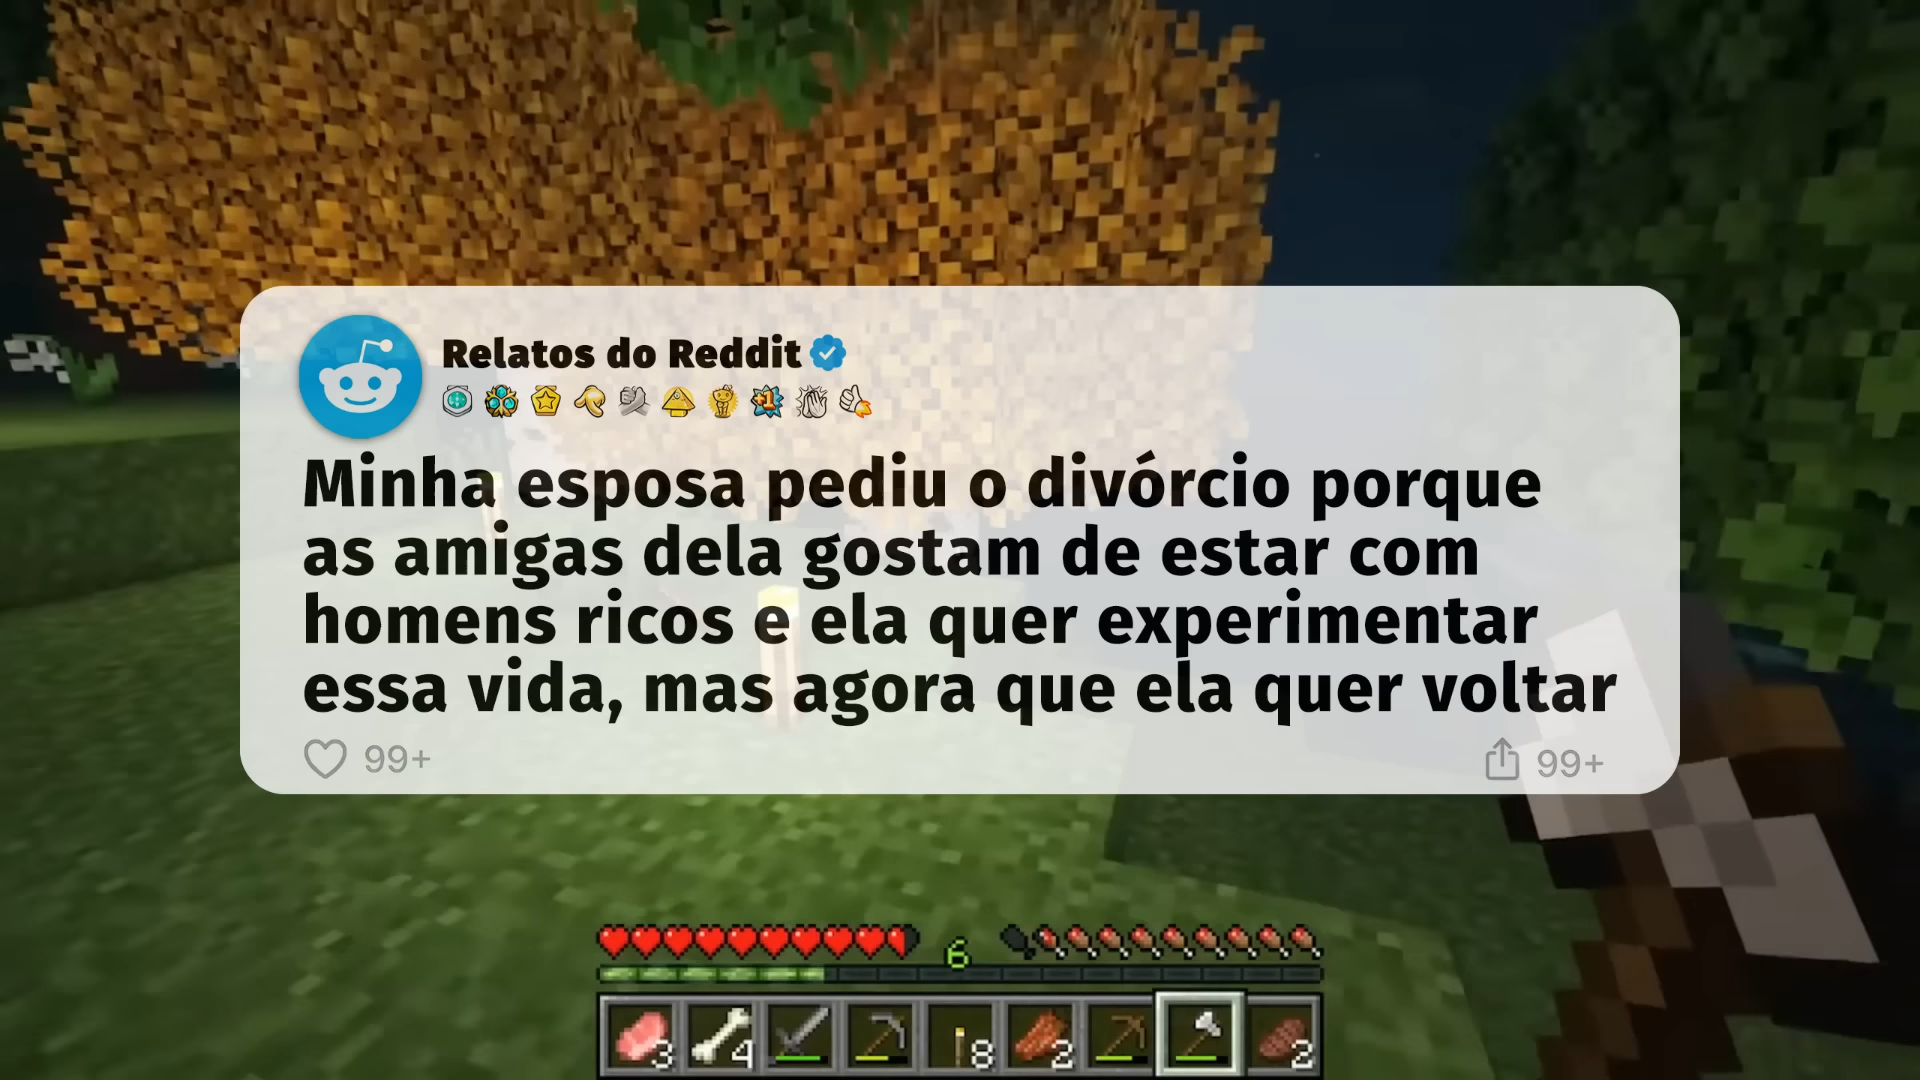 Relatos do Reddit
+1
Minha esposa pediu o divórcio porque
as amigas dela gostam de estar com
homens ricos e ela quer experimentar
essa vida, mas agora que ela quer voltar
99+
99+
6
3
4
8
2
2